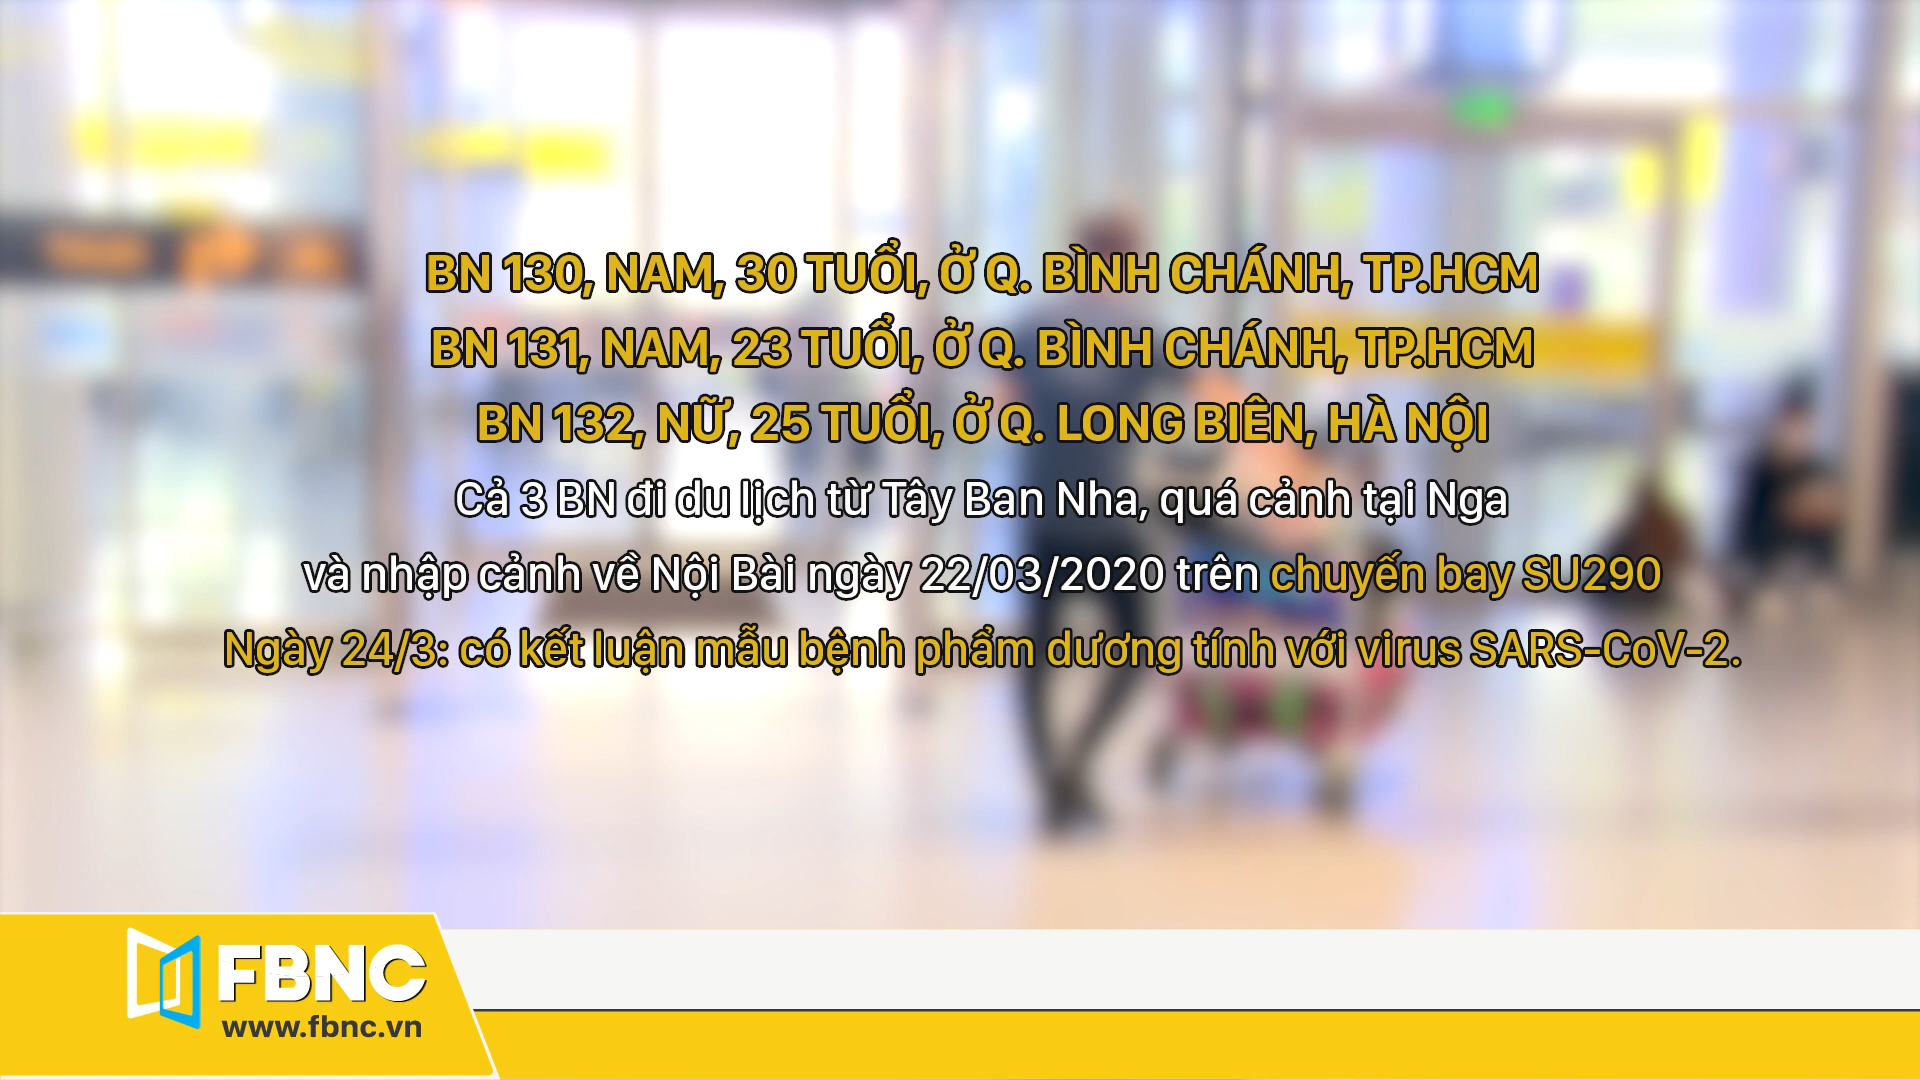 BN 130, NAM, 30 TUỔI, Ở Q. BÌNH CHÁNH, TP.HCM
BN 131, NAM, 23 TUỔI, Ở Q. BÌNH CHÁNH, TP.HCM
BN 132, NỮ, 25 TUỔI, Ở Q. LONG BIÊN, HÀ NỘI
Cả 3 BN đi du lịch từ Tây Ban Nha, quá cảnh tại Nga
và nhập cảnh về Nội Bài ngày 22/03/2020 trên chuyến bay SU290
Ngày 24/3: có kết luận mẫu bệnh phẩm dương tính với virus SARS-CoV-2.
FBNC
www.fbnc.vn